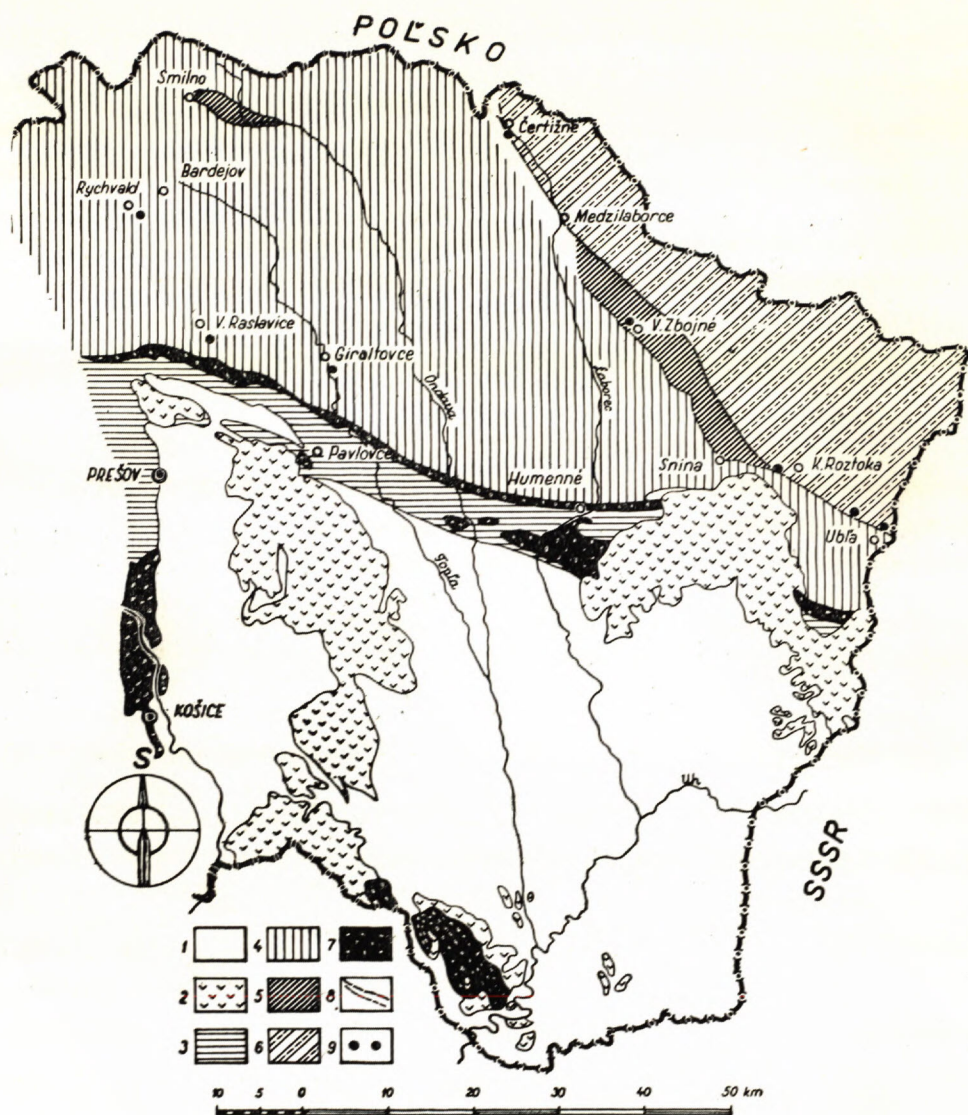 POĽSKO
Smilno
Čertižné
Bardejov
Rychvald
Medzilaborce
V. Raslavice
V. Zbojné
Giraltovce
Ondava
Laborec
Pavlovce
PREŠOV
Humenné
Snina
K. Roztoka
Ubľa
Topľa
KOŠICE
S
Uh
SSSR
1 4 7
2 5 8
3 6 9
10 5 0 10 20 30 40 50 km